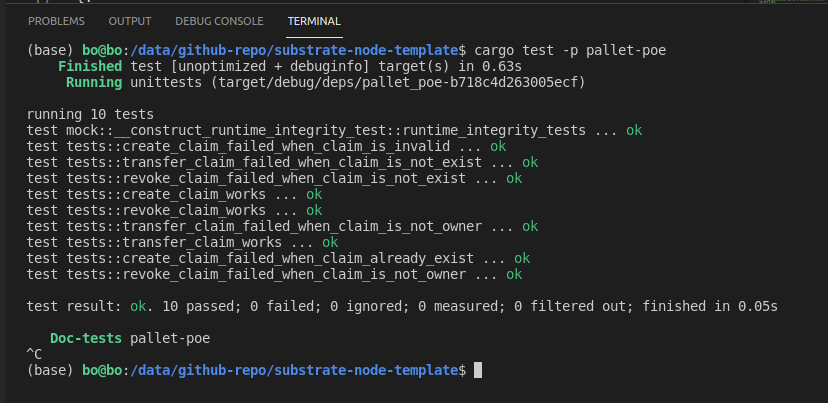 PROBLEMS OUTPUT DEBUG CONSOLE TERMINAL
(base) bo@bo:/data/github-repo/substrate-node-template$ cargo test -p pallet-poe
Finished test [unoptimized + debuginfo] target(s) in 0.63s
Running unittests (target/debug/deps/pallet_poe-b718c4d263005ecf)
running 10 tests
test mock::__construct_runtime_integrity_test::runtime_integrity_tests ... ok
test tests::create_claim_failed_when_claim_is_invalid ... ok
test tests::transfer_claim_failed_when_claim_is_not_exist ... ok
test tests::revoke_claim_failed_when_claim_is_not_exist ... ok
test tests::create_claim_works ... ok
test tests::revoke_claim_works ... ok
test tests::transfer_claim_failed_when_claim_is_not_owner ... ok
test tests::transfer_claim_works ... ok
test tests::create_claim_failed_when_claim_already_exist ... ok
test tests::revoke_claim_failed_when_claim_is_not_owner ... ok
test result: ok. 10 passed; 0 failed; 0 ignored; 0 measured; 0 filtered out; finished in 0.05s
Doc-tests pallet-poe
^C
(base) bo@bo:/data/github-repo/substrate-node-template$